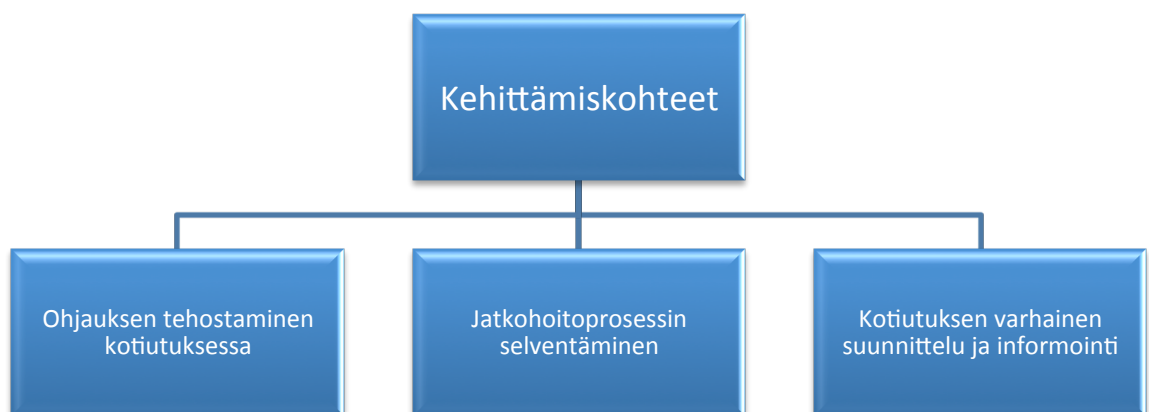 Kehittämiskohteet
Ohjauksen tehostaminen
kotiutuksessa
Jatkohoitoprosessin
selventäminen
Kotiutuksen varhainen
suunnittelu ja informointi